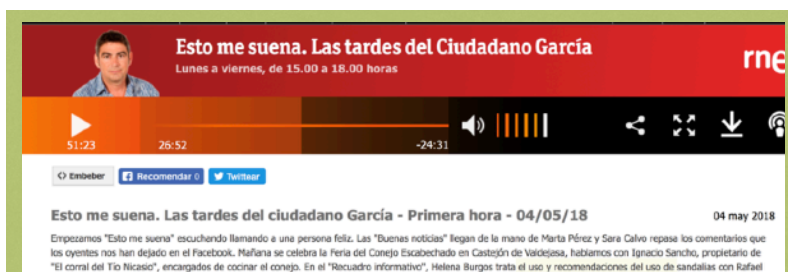 Esto me suena. Las tardes del Ciudadano García
Lunes a viernes, de 15.00 a 18.00 horas
rne
51:23
26:52
-24:31
Embeber
Recomendar 0
Twittear
Esto me suena. Las tardes del ciudadano García - Primera hora - 04/05/18
04 may 2018
Empezamos "Esto me suena" escuchando llamando a una persona feliz. Las "Buenas noticias" llegan de la mano de Marta Pérez y Sara Calvo repasa los comentarios que
los oyentes nos han dejado en el Facebook. Mañana se celebra la Feria del Conejo Escabechado en Castejón de Valdejasa, hablamos con Ignacio Sancho, propietario de
"El corral del Tío Nicasio", encargados de cocinar el conejo. En el "Recuadro informativo", Helena Burgos trata el uso y recomendaciones del uso de sandalias con Rafael